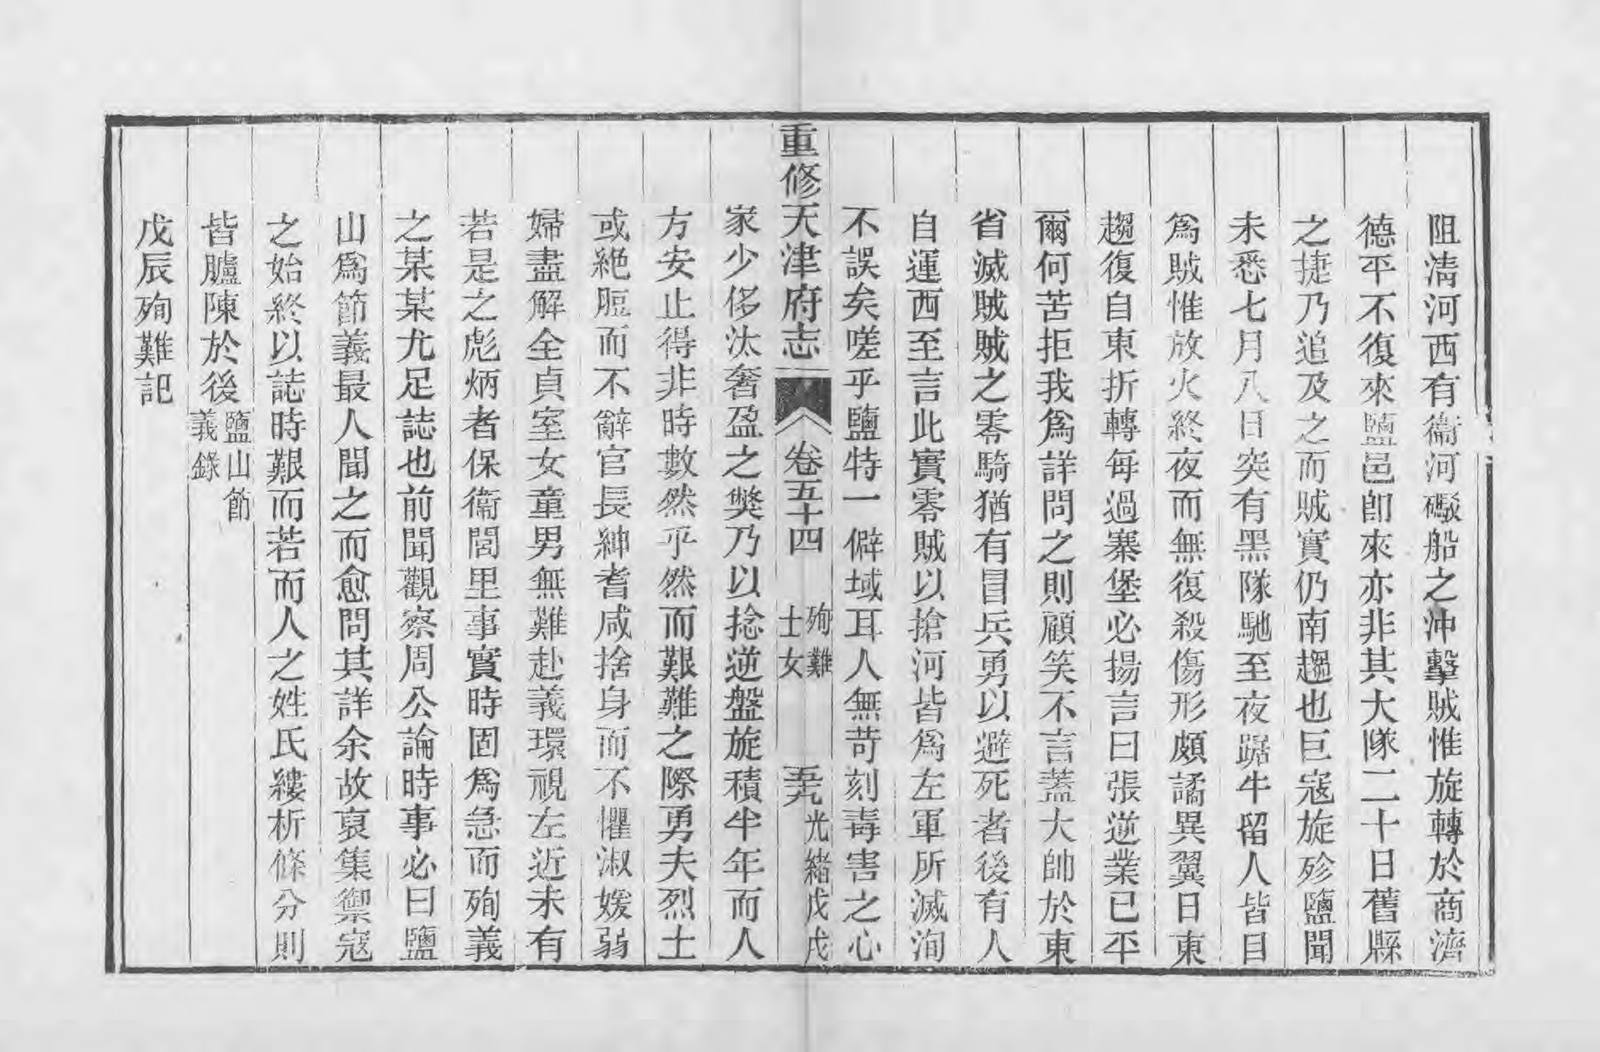 阻清河西有衞河礮船之沖擊賊惟旋轉於商濟
德平不復來鹽邑卽來亦非其大隊二十日舊縣
之捷乃追及之而賊實仍南趨也巨寇旋殄鹽聞
未悉七月八日突有黑隊馳至夜踞牛留人皆目
爲賊惟放火終夜而無復殺傷形頗譎異翼日東
趨復自東折轉每過寨堡必揚言曰張逆業已平
爾何苦拒我爲詳問之則顧笑不言蓋大帥於東
省滅賊賊之零騎猶有冒兵勇以避死者後有人
自運西至言此實零賊以搶河皆爲左軍所滅洵
不誤矣嗟乎鹽特一僻域耳人無苛刻毒害之心
重修天津府志 卷五十四 殉難士女 五九 光緒戊戌
家少侈汰奢盈之獘乃以捻逆盤旋積半年而人
方安止得非時數然乎然而艱難之際勇夫烈士
或絶脰而不辭官長紳耆咸捨身而不懼淑媛弱
婦盡解全貞室女童男無難赴義環視左近未有
若是之彪炳者保衞閭里事實時固爲急而殉義
之某某尤足誌也前聞觀察周公論時事必曰鹽
山爲節義最人聞之而愈問其詳余故裒集禦寇
之始終以誌時艱而若而人之姓氏縷析條分則
皆臚陳於後 鹽山節義錄
戊辰殉難記